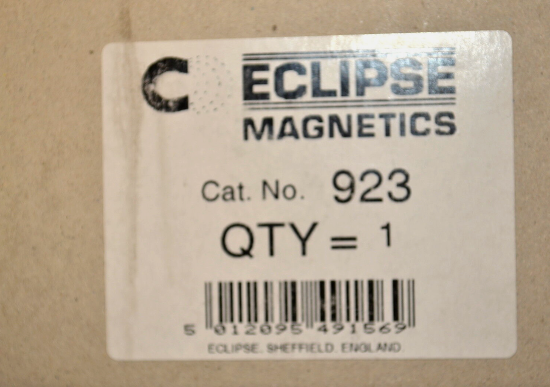 ECLIPSE
MAGNETICS
Cat. No. 923
QTY = 1
5 012095 491569
ECLIPSE. SHEFFIELD. ENGLAND